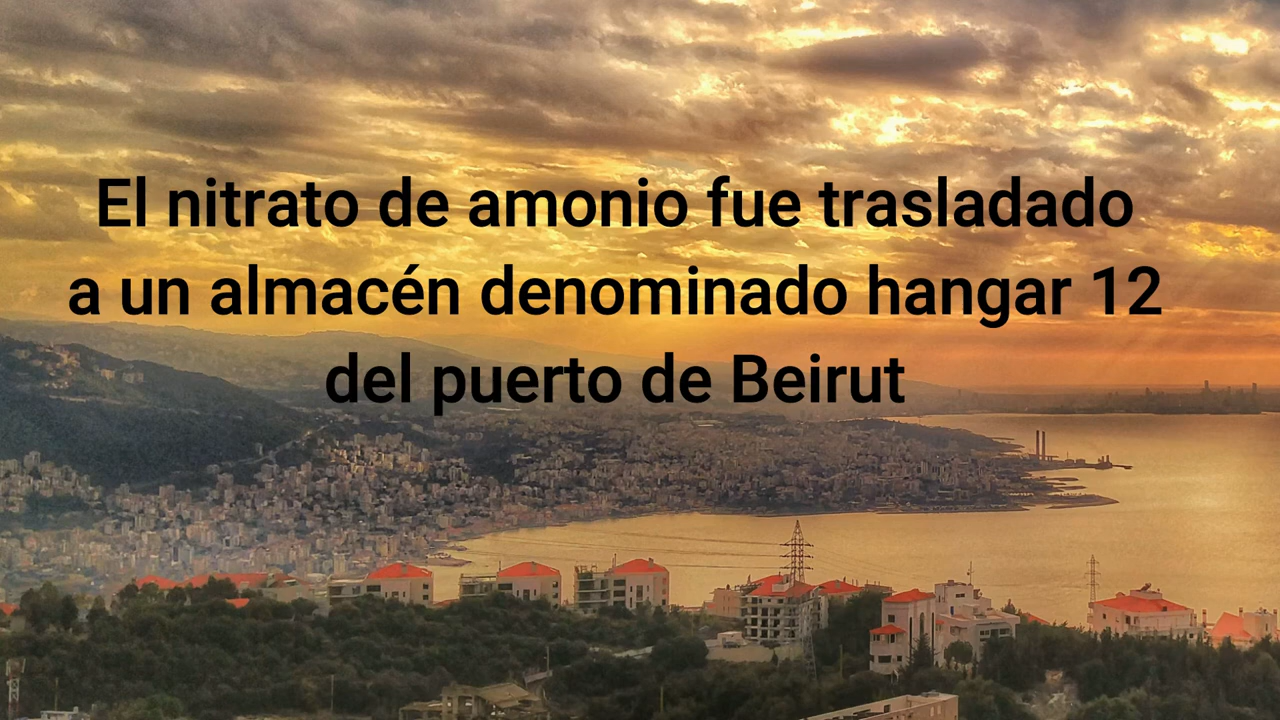 El nitrato de amonio fue trasladado
a un almacén denominado hangar 12
del puerto de Beirut